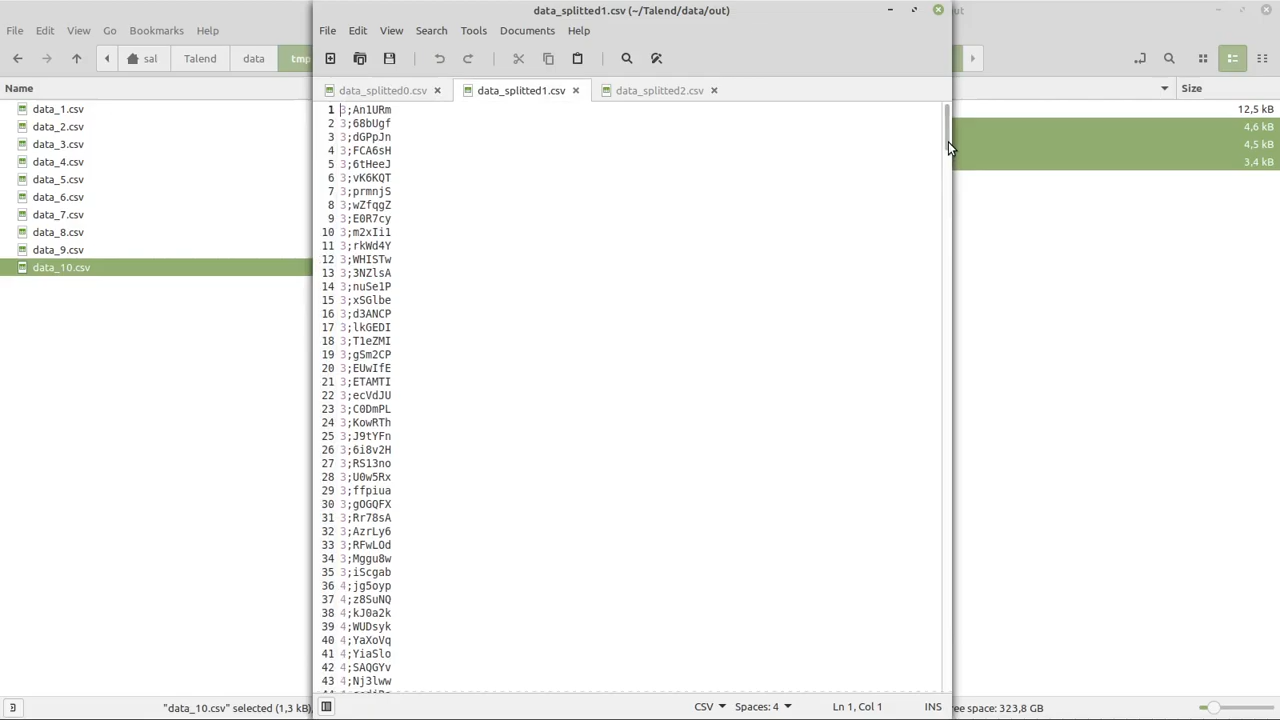 data_splitted1.csv (~/Talend/data/out)
File Edit View Go Bookmarks Help
File Edit View Search Tools Documents Help
sal Talend data tmp
Name
data_1.csv
data_2.csv
data_3.csv
data_4.csv
data_5.csv
data_6.csv
data_7.csv
data_8.csv
data_9.csv
data_10.csv
data_splitted0.csv data_splitted1.csv data_splitted2.csv
1 3;An1URm
2 3;68bUgf
3 3;dGPpJn
4 3;FCA6sH
5 3;6tHeeJ
6 3;vK6KQT
7 3;prmnjS
8 3;wZfqgZ
9 3;E0R7cy
10 3;m2xIi1
11 3;rkWd4Y
12 3;WHISTw
13 3;3NZlsA
14 3;nuSe1P
15 3;xSGlbe
16 3;d3ANCP
17 3;lkGEDI
18 3;T1eZMI
19 3;gSm2CP
20 3;EUwIfE
21 3;ETAMTI
22 3;ecVdJU
23 3;C0DmPL
24 3;KowRTh
25 3;J9tYFn
26 3;6i8v2H
27 3;RS13no
28 3;U0w5Rx
29 3;ffpiua
30 3;gOGQFX
31 3;Rr78sA
32 3;AzrLy6
33 3;RFwLOd
34 3;Mggu8w
35 3;iScgab
36 4;jg5oyp
37 4;z8SuNQ
38 4;kJ0a2k
39 4;WUDsyk
40 4;YaXoVq
41 4;YiaSlo
42 4;SAQGYv
43 4;Nj3lww
Size
12,5 kB
4,6 kB
4,5 kB
3,4 kB
"data_10.csv" selected (1,3 kB),
CSV Spaces: 4 Ln 1, Col 1 INS
ee space: 323,8 GB